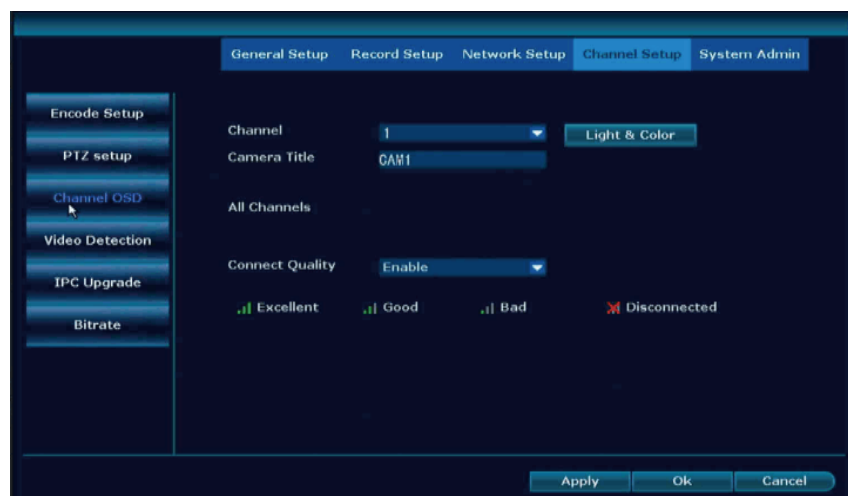 General Setup Record Setup Network Setup Channel Setup System Admin
Encode Setup
PTZ setup
Channel OSD
Video Detection
IPC Upgrade
Bitrate
Channel 1 Light & Color
Camera Title CAM1
All Channels
Connect Quality Enable
Excellent Good Bad Disconnected
Apply Ok Cancel